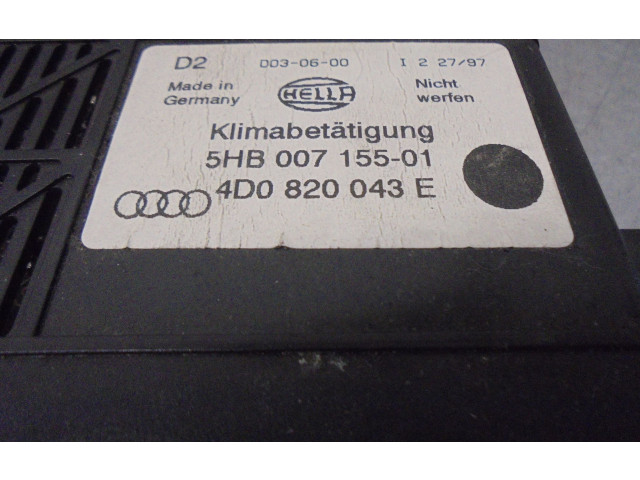 D2 D03-06-00 I 2 27/97
Made in Germany HELLA Nicht werfen
Klimabetätigung
5HB 007 155-01
4D0 820 043 E